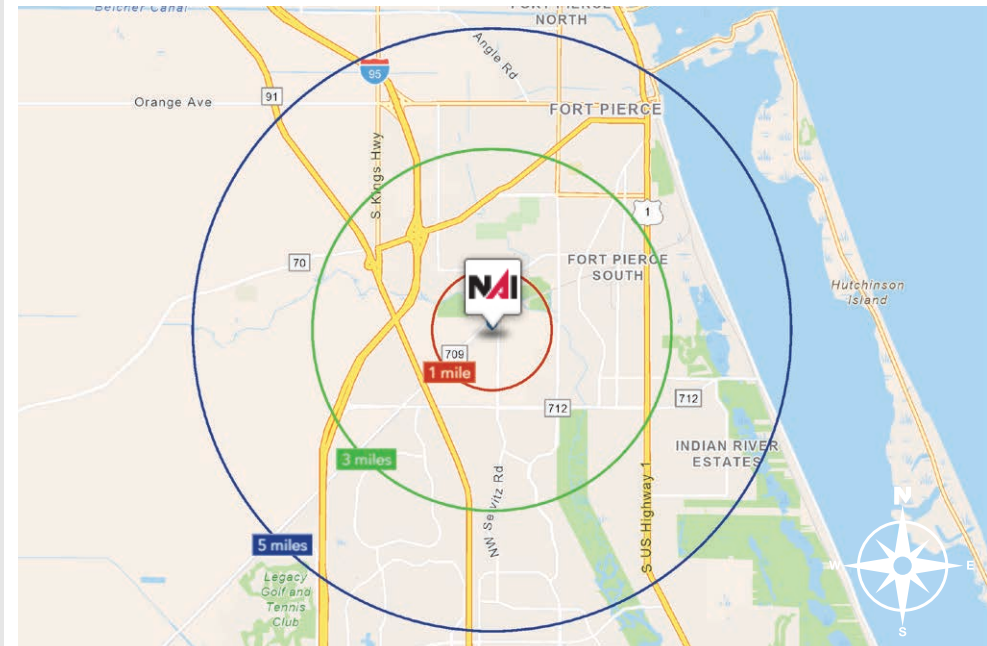 Belcher Canal
FORT PIERCE
NORTH
Angle Rd
95
91
Orange Ave
FORT PIERCE
S Kings Hwy
1
70
FORT PIERCE
SOUTH
NAI
Hutchinson
Island
709
1 mile
712
712
3 miles
INDIAN RIVER
ESTATES
NW Selvitz Rd
S US Highway 1
5 miles
Legacy
Golf and
Tennis
Club
N
W
E
S